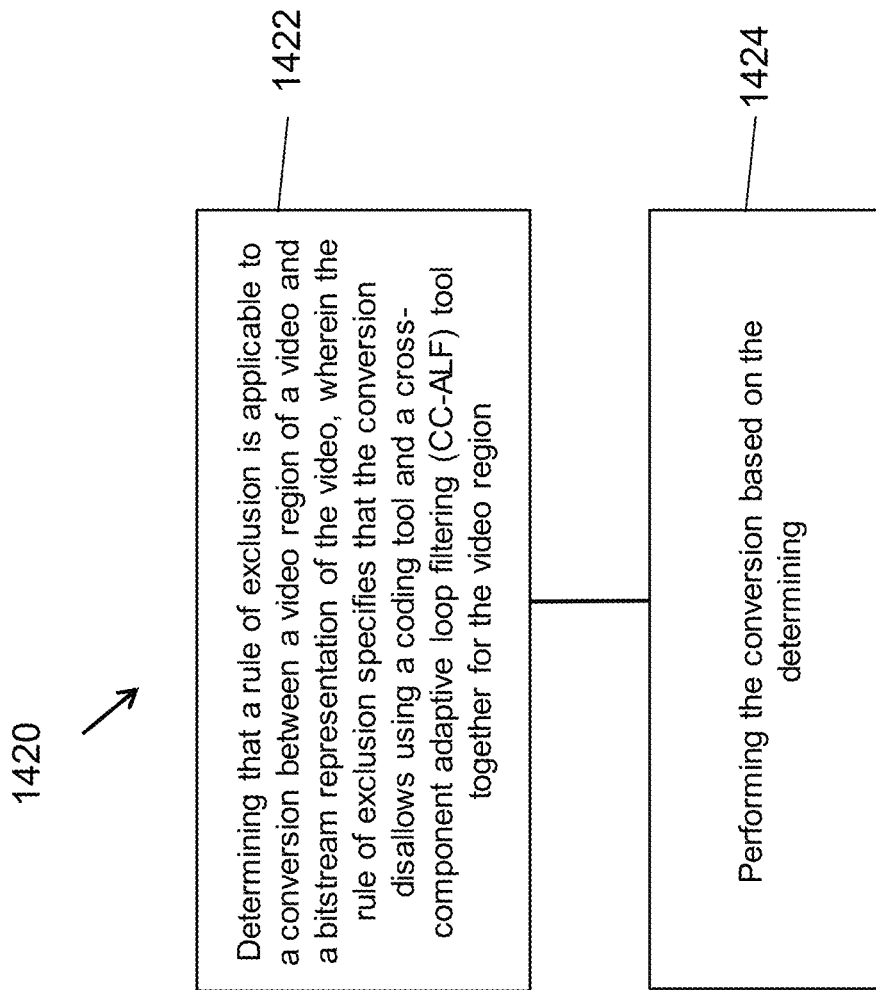 1420
Determining that a rule of exclusion is applicable to
a conversion between a video region of a video and
a bitstream representation of the video, wherein the
rule of exclusion specifies that the conversion
disallows using a coding tool and a cross-
component adaptive loop filtering (CC-ALF) tool
together for the video region
1422
Performing the conversion based on the
determining
1424